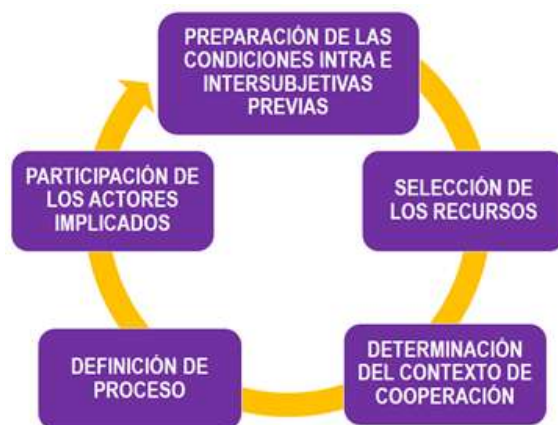 PREPARACIÓN DE LAS
CONDICIONES INTRA E
INTERSUBJETIVAS
PREVIAS
SELECCIÓN DE
LOS RECURSOS
DETERMINACIÓN
DEL CONTEXTO DE
COOPERACIÓN
DEFINICIÓN DE
PROCESO
PARTICIPACIÓN DE
LOS ACTORES
IMPLICADOS